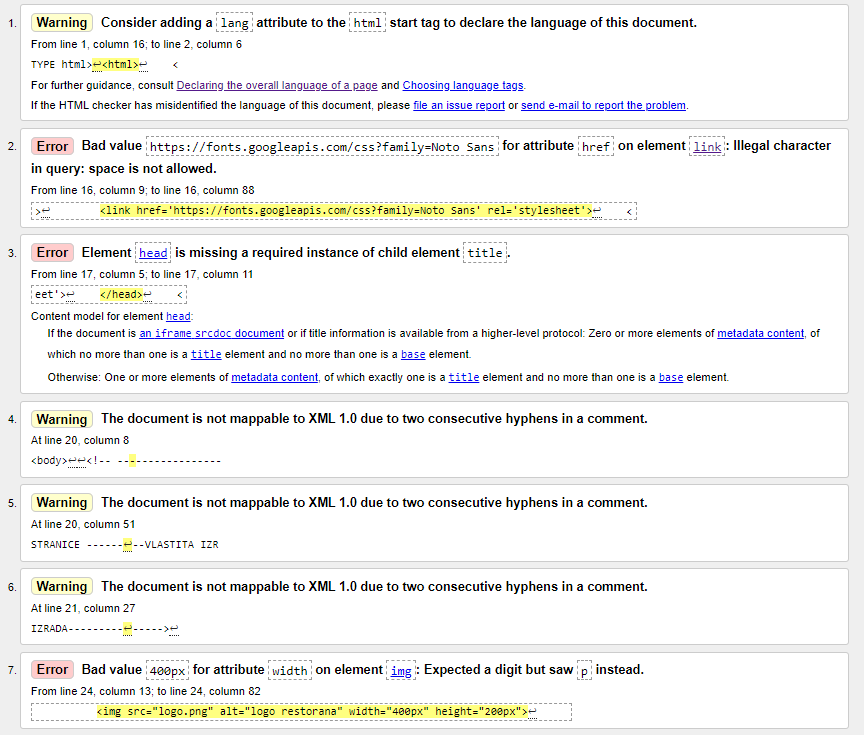 1. Warning Consider adding a lang attribute to the html start tag to declare the language of this document.
From line 1, column 16; to line 2, column 6
TYPE html>↩<html>↩    <
For further guidance, consult Declaring the overall language of a page and Choosing language tags.
If the HTML checker has misidentified the language of this document, please file an issue report or send e-mail to report the problem.
2. Error Bad value https://fonts.googleapis.com/css?family=Noto Sans for attribute href on element link: Illegal character
in query: space is not allowed.
From line 16, column 9; to line 16, column 88
>↩        <link href='https://fonts.googleapis.com/css?family=Noto Sans' rel='stylesheet'>↩    <
3. Error Element head is missing a required instance of child element title.
From line 17, column 5; to line 17, column 11
eet'>↩    </head>↩    <
Content model for element head:
If the document is an iframe srcdoc document or if title information is available from a higher-level protocol: Zero or more elements of metadata content, of
which no more than one is a title element and no more than one is a base element.
Otherwise: One or more elements of metadata content, of which exactly one is a title element and no more than one is a base element.
4. Warning The document is not mappable to XML 1.0 due to two consecutive hyphens in a comment.
At line 20, column 8
<body>↩↩<!-- -----------------
5. Warning The document is not mappable to XML 1.0 due to two consecutive hyphens in a comment.
At line 20, column 51
STRANICE ------↩--VLASTITA IZR
6. Warning The document is not mappable to XML 1.0 due to two consecutive hyphens in a comment.
At line 21, column 27
IZRADA---------↩----->↩
7. Error Bad value 400px for attribute width on element img: Expected a digit but saw p instead.
From line 24, column 13; to line 24, column 82
<img src="logo.png" alt="logo restorana" width="400px" height="200px">↩